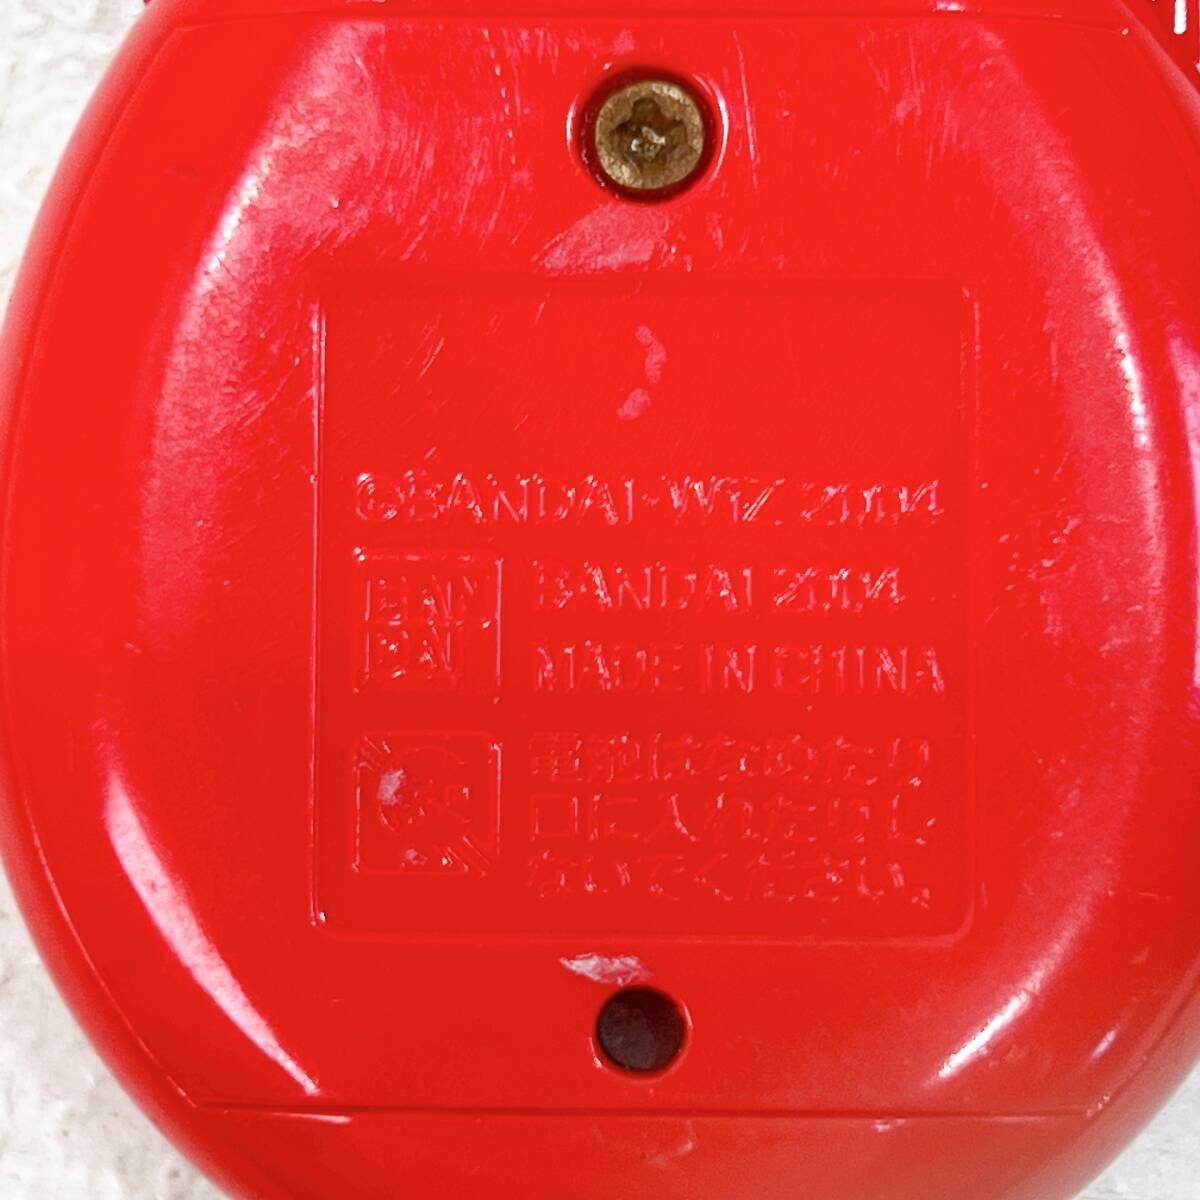 ©BANDAI・WiZ 2004
BAN
DAI
BANDAI 2004
MADE IN CHINA
電池はなめたり
口に入れたりし
ないでください。